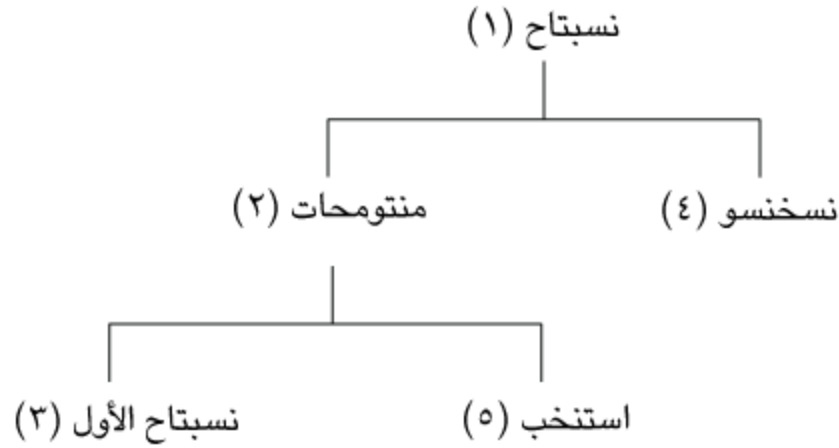 نسبتاح (١)
نسخنسو (٤) منتومحات (٢)
استنخب (٥) نسبتاح الأول (٣)